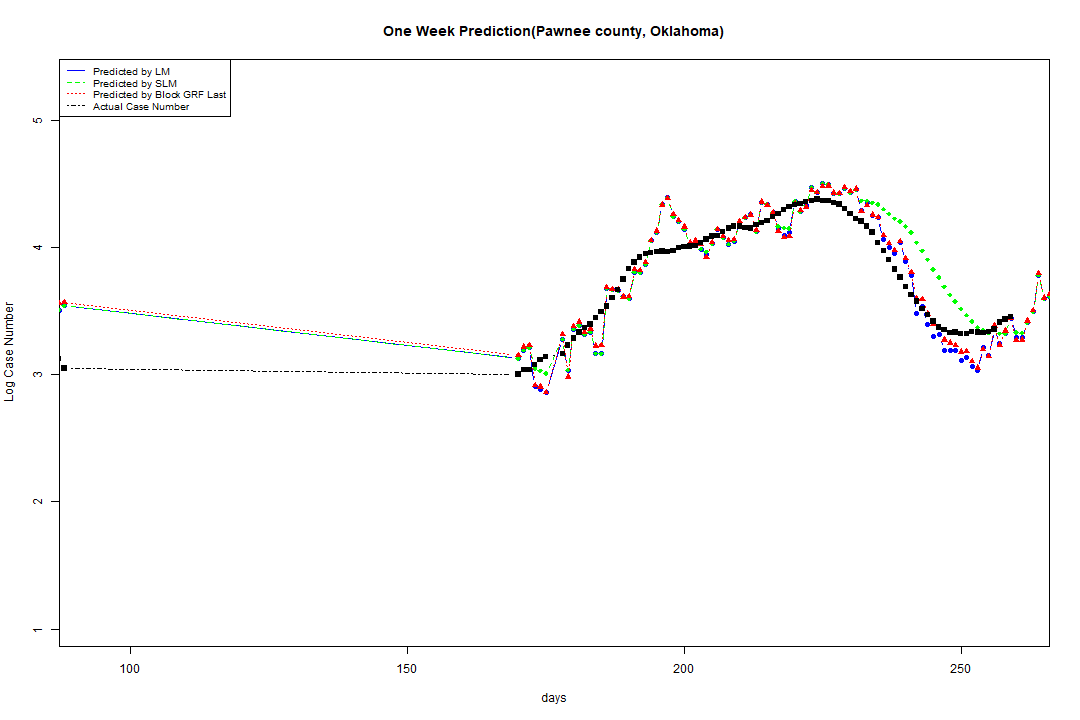 One Week Prediction(Pawnee county, Oklahoma)
Predicted by LM
Predicted by SLM
Predicted by Block GRF Last
Actual Case Number
5
4
3
2
1
Log Case Number
100 150 200 250
days